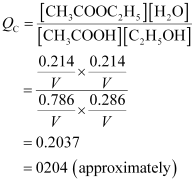 Q_C = [CH₃COOC₂H₅][H₂O] / [CH₃COOH][C₂H₅OH]
= (0.214/V × 0.214/V) / (0.786/V × 0.286/V)
= 0.2037
= 0204 (approximately)